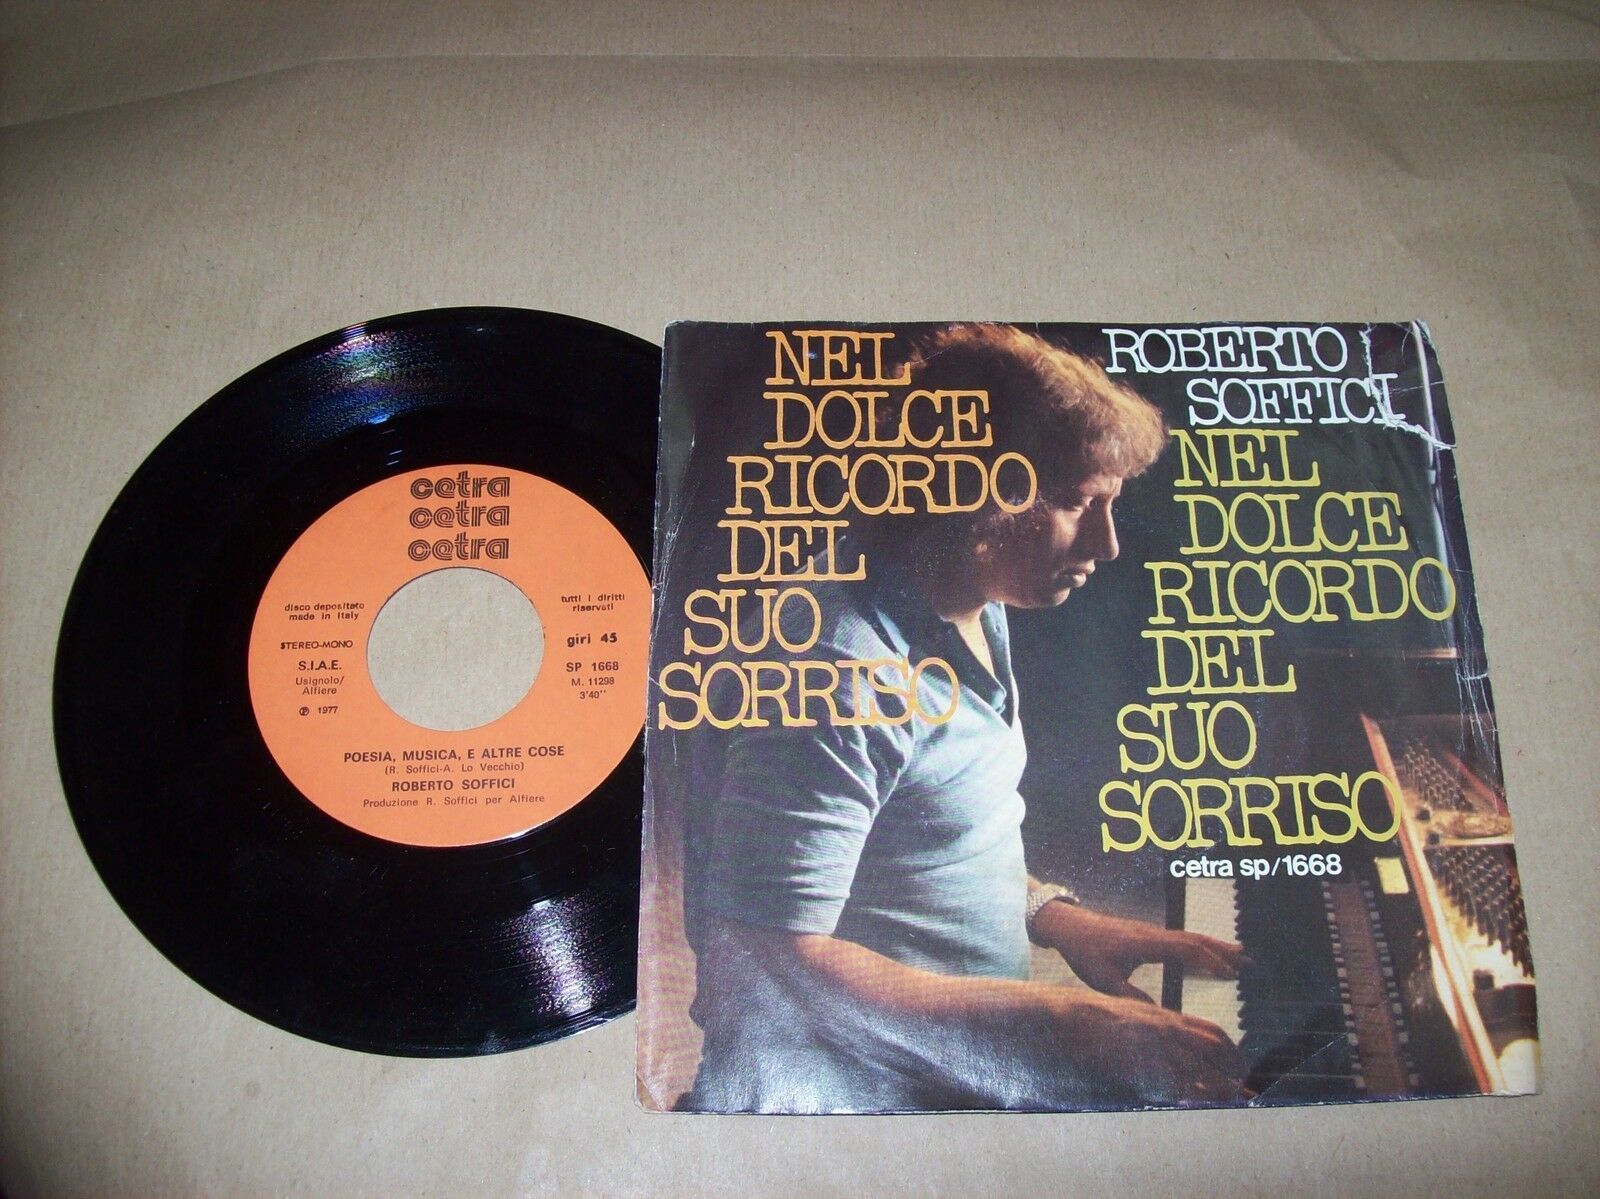 cetra
cetra
cetra
disco depositato
made in Italy
STEREO-MONO
S.I.A.E.
Usignolo/
Alfiere
℗ 1977
tutti i diritti
riservati
giri 45
SP 1668
M. 11298
3'40''
POESIA, MUSICA, E ALTRE COSE
(R. Soffici-A. Lo Vecchio)
ROBERTO SOFFICI
Produzione R. Soffici per Alfiere
NEL
DOLCE
RICORDO
DEL
SUO
SORRISO
ROBERTO
SOFFICI
NEL
DOLCE
RICORDO
DEL
SUO
SORRISO
cetra sp/1668